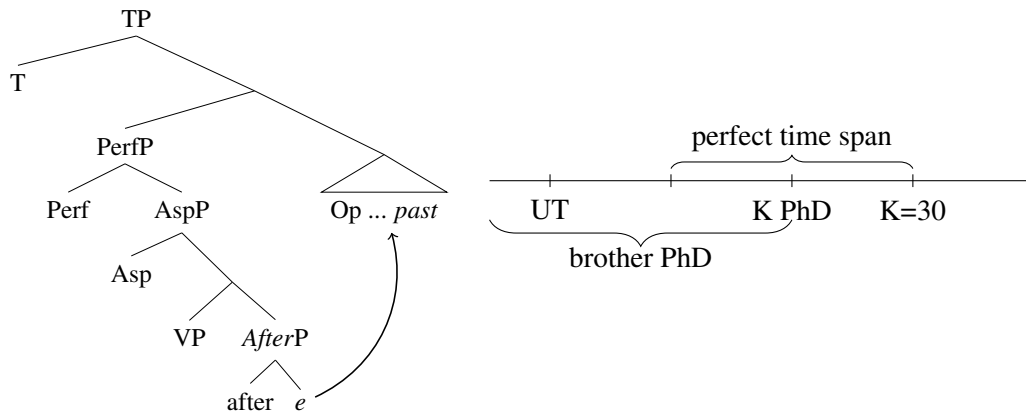 TP
T
PerfP
Perf AspP Op ... past
Asp
VP AfterP
after e
perfect time span
UT K PhD K=30
brother PhD